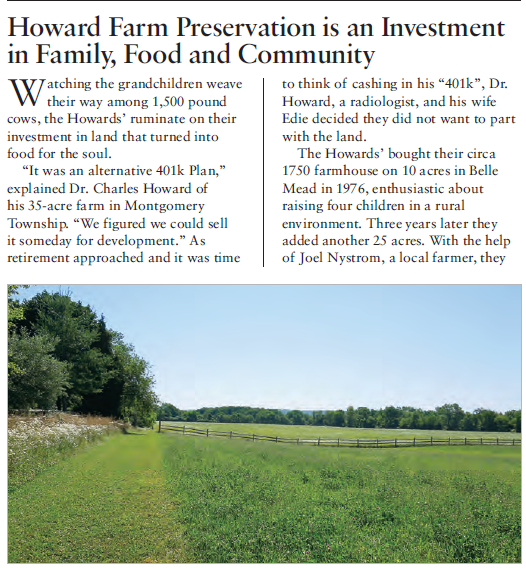 Howard Farm Preservation is an Investment
in Family, Food and Community
Watching the grandchildren weave
their way among 1,500 pound
cows, the Howards’ ruminate on their
investment in land that turned into
food for the soul.
“It was an alternative 401k Plan,”
explained Dr. Charles Howard of
his 35-acre farm in Montgomery
Township. “We figured we could sell
it someday for development.” As
retirement approached and it was time
to think of cashing in his “401k”, Dr.
Howard, a radiologist, and his wife
Edie decided they did not want to part
with the land.
The Howards’ bought their circa
1750 farmhouse on 10 acres in Belle
Mead in 1976, enthusiastic about
raising four children in a rural
environment. Three years later they
added another 25 acres. With the help
of Joel Nystrom, a local farmer, they